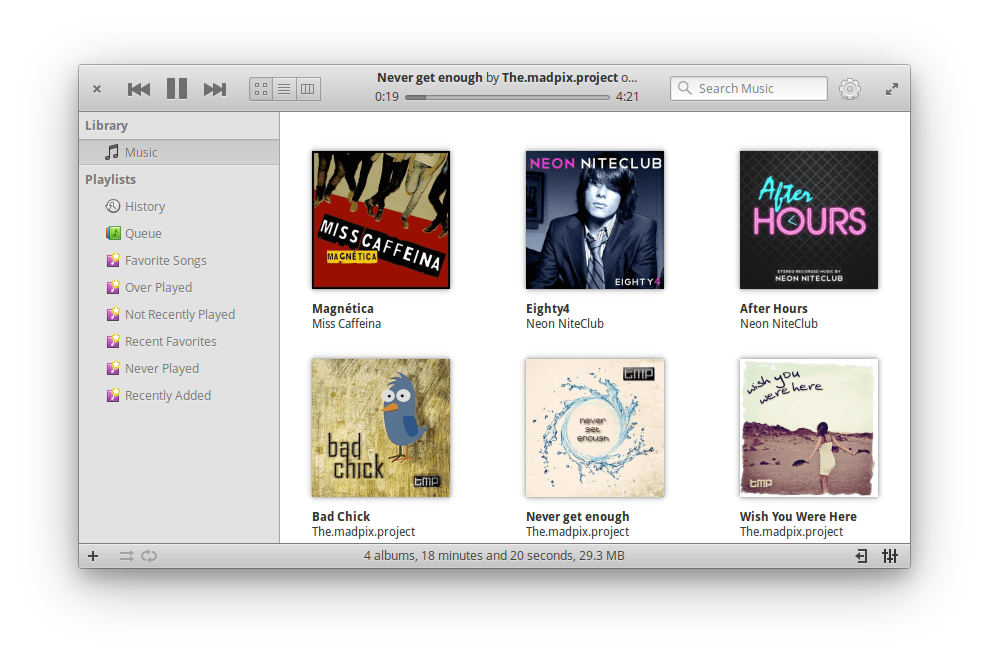 Never get enough by The.madpix.project o...
0:19 4:21
Search Music
Library
Music
Playlists
History
Queue
Favorite Songs
Over Played
Not Recently Played
Recent Favorites
Never Played
Recently Added
MISS CAFFEINA
MAGNÉTICA
Magnética
Miss Caffeina
NEON NITECLUB
EIGHTY4
Eighty4
Neon NiteClub
After
HOURS
STEREO RECORDED MUSIC BY
NEON NITECLUB
After Hours
Neon NiteClub
bad
chick
tmp
Bad Chick
The.madpix.project
tmp
never
get
enough
Never get enough
The.madpix.project
wish you
were here
tmp
Wish You Were Here
The.madpix.project
4 albums, 18 minutes and 20 seconds, 29.3 MB